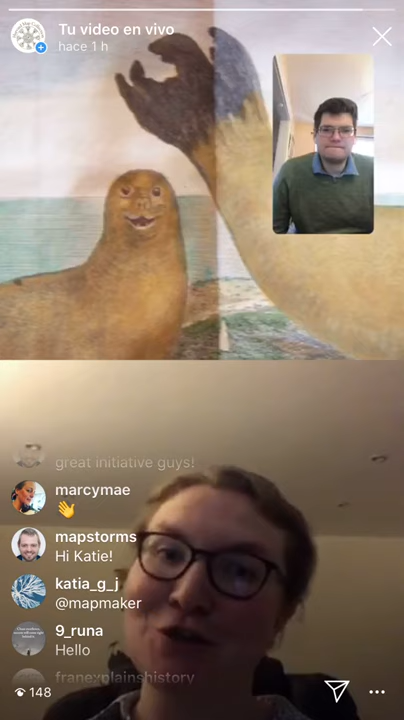 Tu video en vivo
hace 1 h
great initiative guys!
marcymae
👋
mapstorms
Hi Katie!
katia_g_j
@mapmaker
9_runa
Hello
franexplainshistory
148